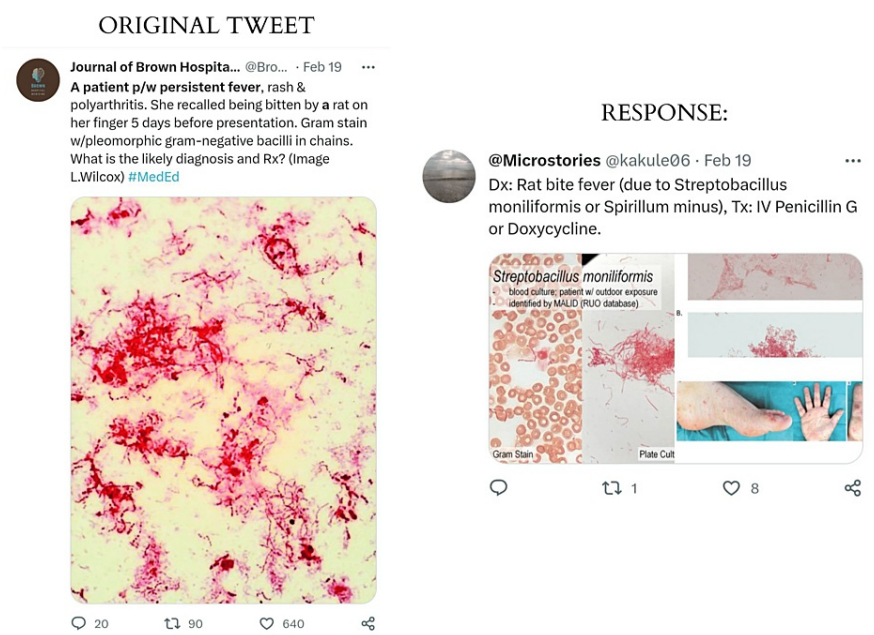 ORIGINAL TWEET
Journal of Brown Hospita... @Bro... · Feb 19
A patient p/w persistent fever, rash &
polyarthritis. She recalled being bitten by a rat on
her finger 5 days before presentation. Gram stain
w/pleomorphic gram-negative bacilli in chains.
What is the likely diagnosis and Rx? (Image
L.Wilcox) #MedEd
20 90 640
RESPONSE:
@Microstories @kakule06 · Feb 19
Dx: Rat bite fever (due to Streptobacillus
moniliformis or Spirillum minus), Tx: IV Penicillin G
or Doxycycline.
Streptobacillus moniliformis
blood culture; patient w/ outdoor exposure
identified by MALID (RUO database)
B.
Gram Stain
Plate Cult
1 8